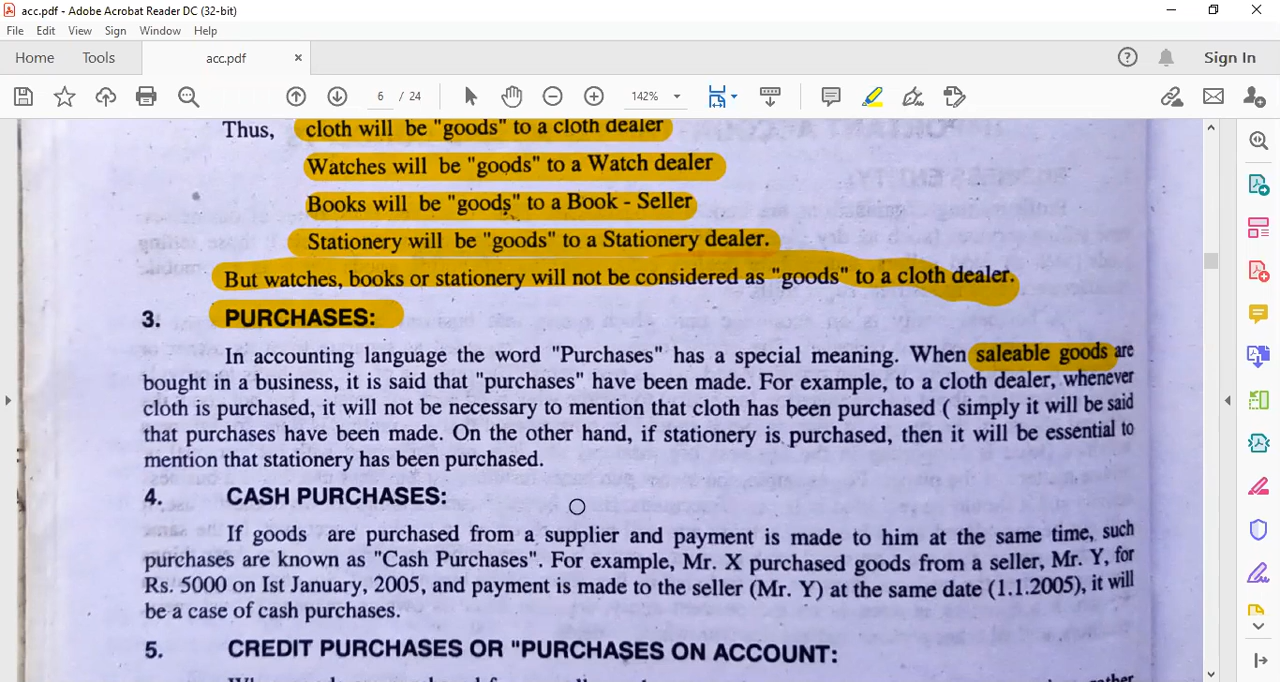 acc.pdf - Adobe Acrobat Reader DC (32-bit)
File Edit View Sign Window Help
Home Tools acc.pdf × Sign In
6 / 24 142%
Thus, cloth will be "goods" to a cloth dealer
Watches will be "goods" to a Watch dealer
Books will be "goods" to a Book - Seller
Stationery will be "goods" to a Stationery dealer.
But watches, books or stationery will not be considered as "goods" to a cloth dealer.
3. PURCHASES:
In accounting language the word "Purchases" has a special meaning. When saleable goods are
bought in a business, it is said that "purchases" have been made. For example, to a cloth dealer, whenever
cloth is purchased, it will not be necessary to mention that cloth has been purchased ( simply it will be said
that purchases have been made. On the other hand, if stationery is purchased, then it will be essential to
mention that stationery has been purchased.
4. CASH PURCHASES:
If goods are purchased from a supplier and payment is made to him at the same time, such
purchases are known as "Cash Purchases". For example, Mr. X purchased goods from a seller, Mr. Y, for
Rs. 5000 on Ist January, 2005, and payment is made to the seller (Mr. Y) at the same date (1.1.2005), it will
be a case of cash purchases.
5. CREDIT PURCHASES OR "PURCHASES ON ACCOUNT: